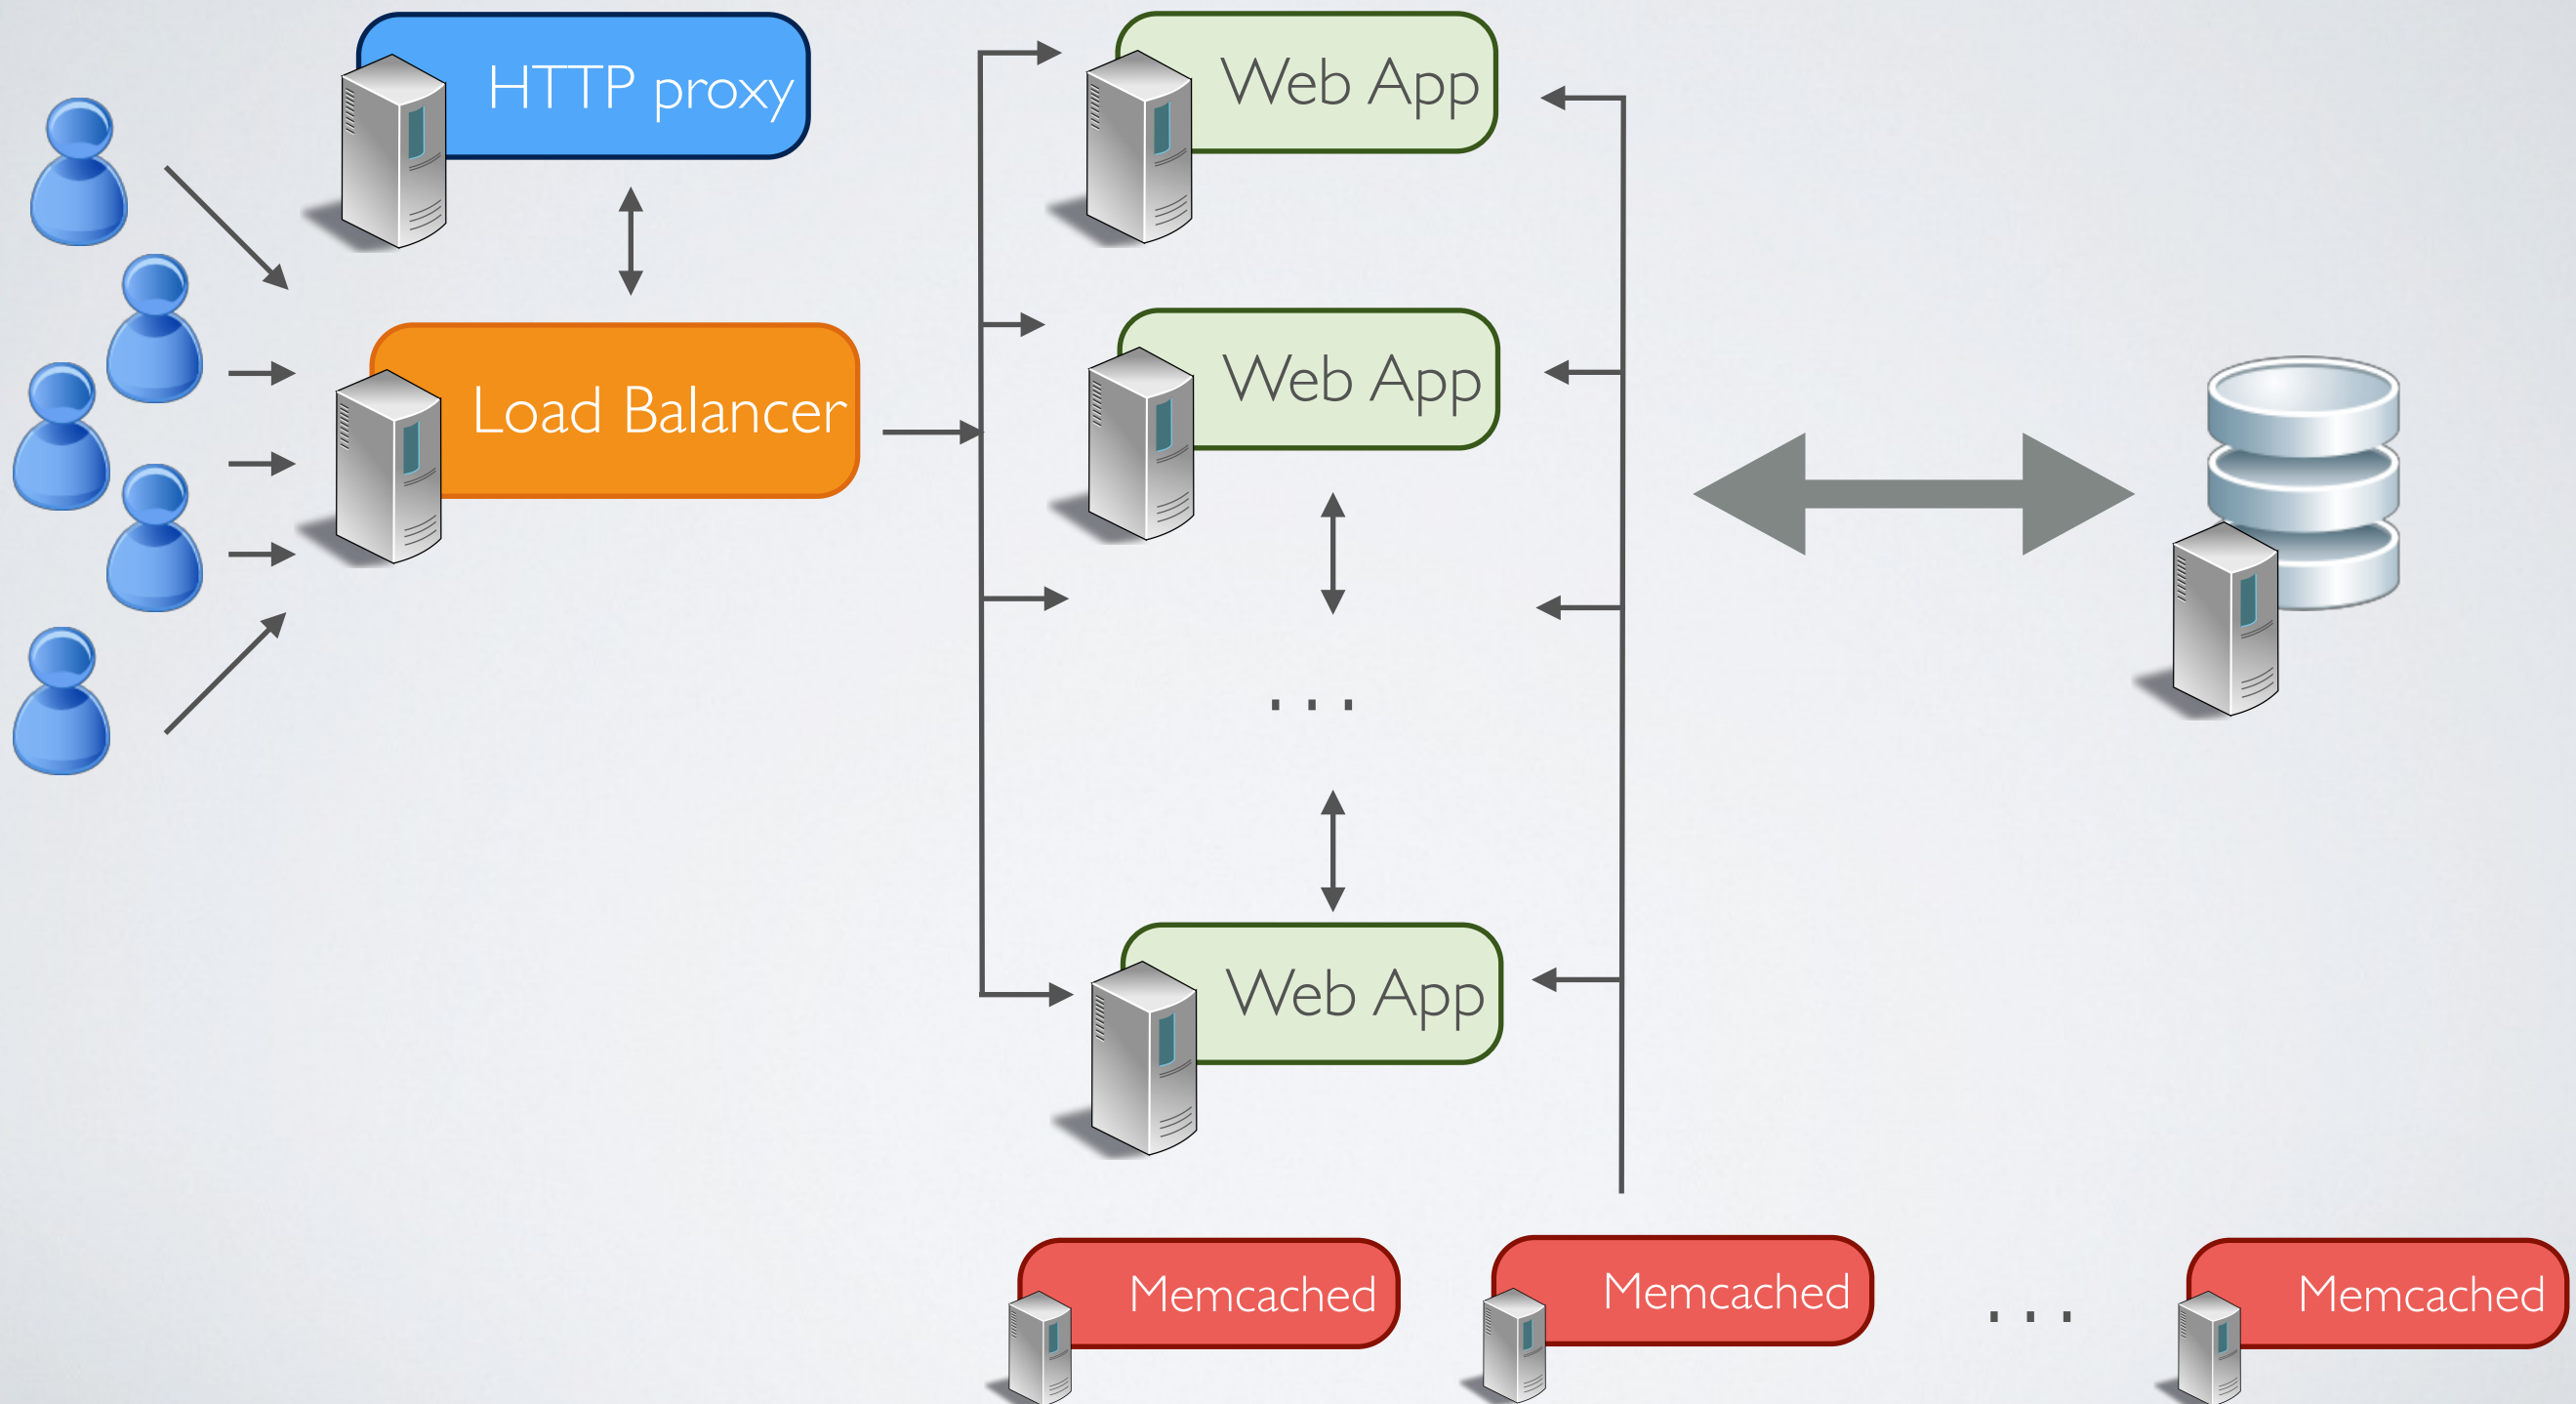 HTTP proxy
Load Balancer
Web App
Web App
...
Web App
Memcached
Memcached
...
Memcached